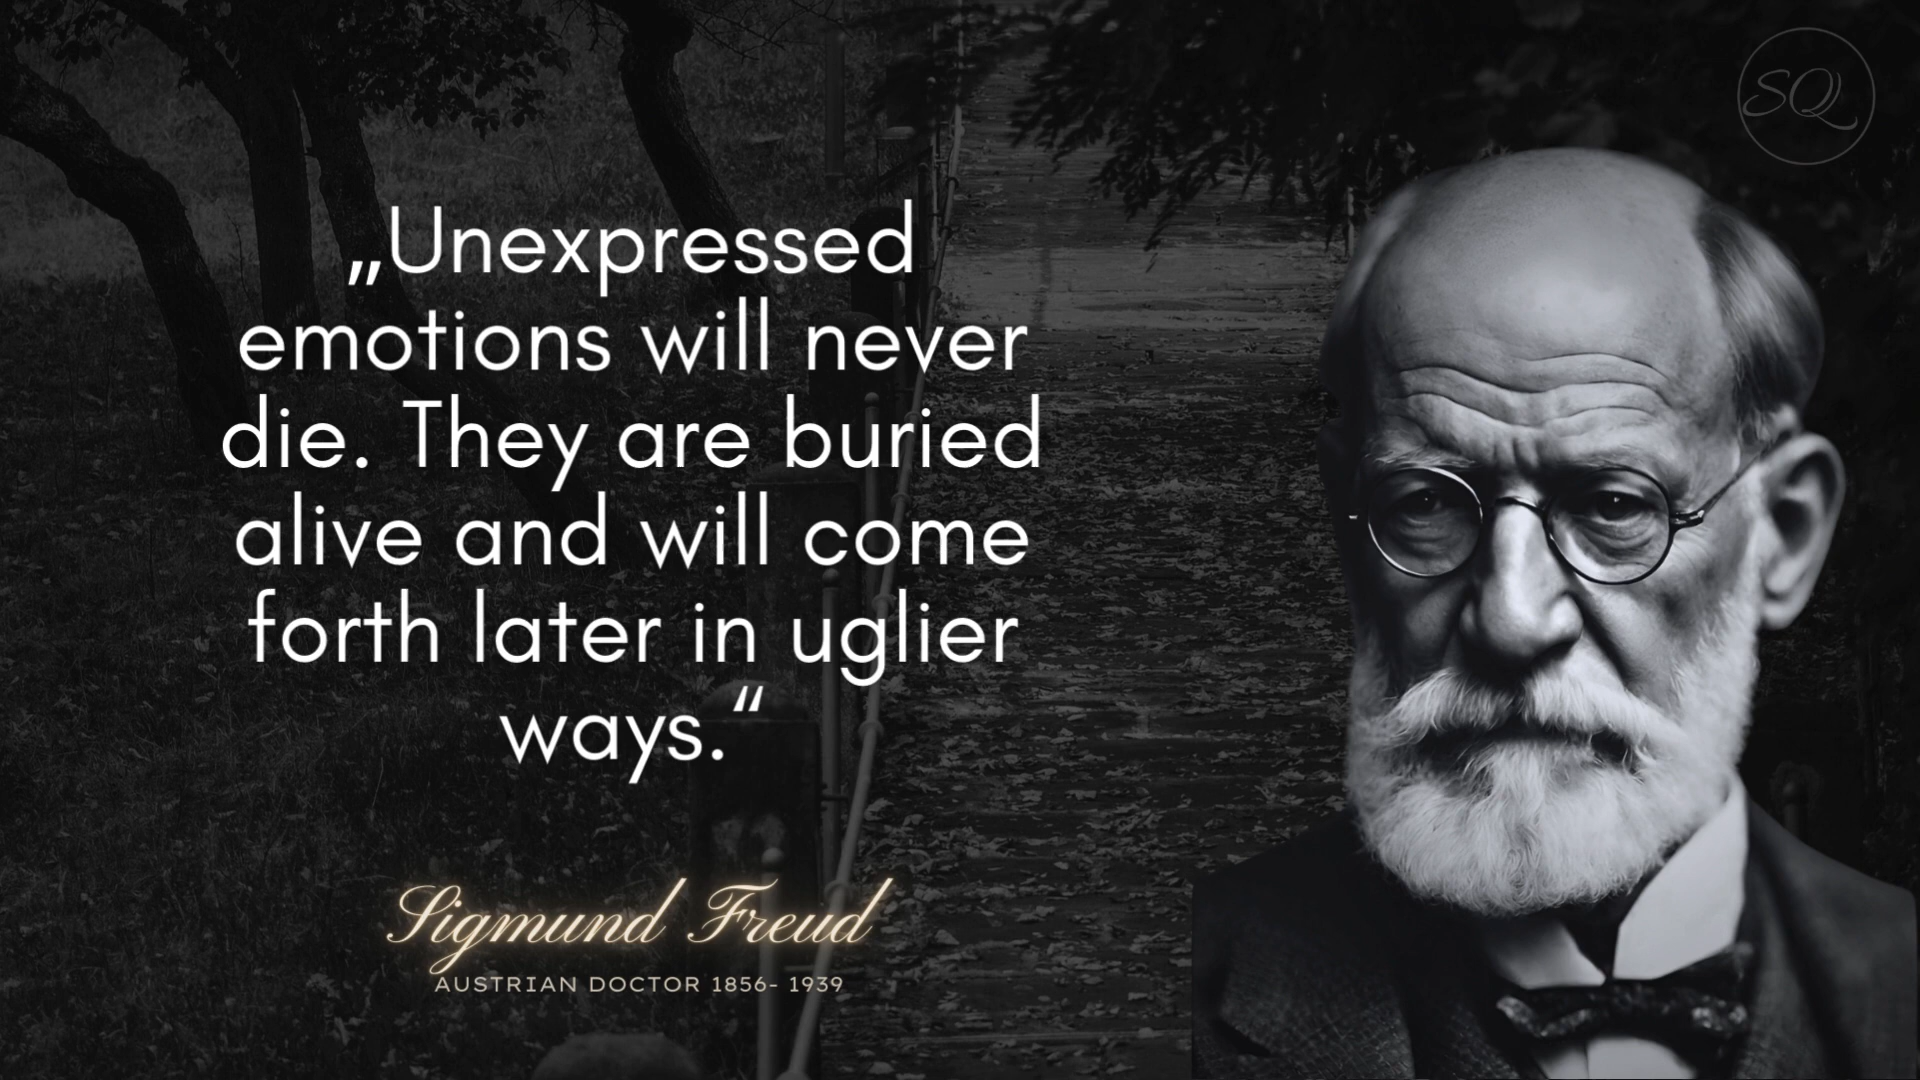 SQ
„Unexpressed
emotions will never
die. They are buried
alive and will come
forth later in uglier
ways.“
Sigmund Freud
AUSTRIAN DOCTOR 1856- 1939